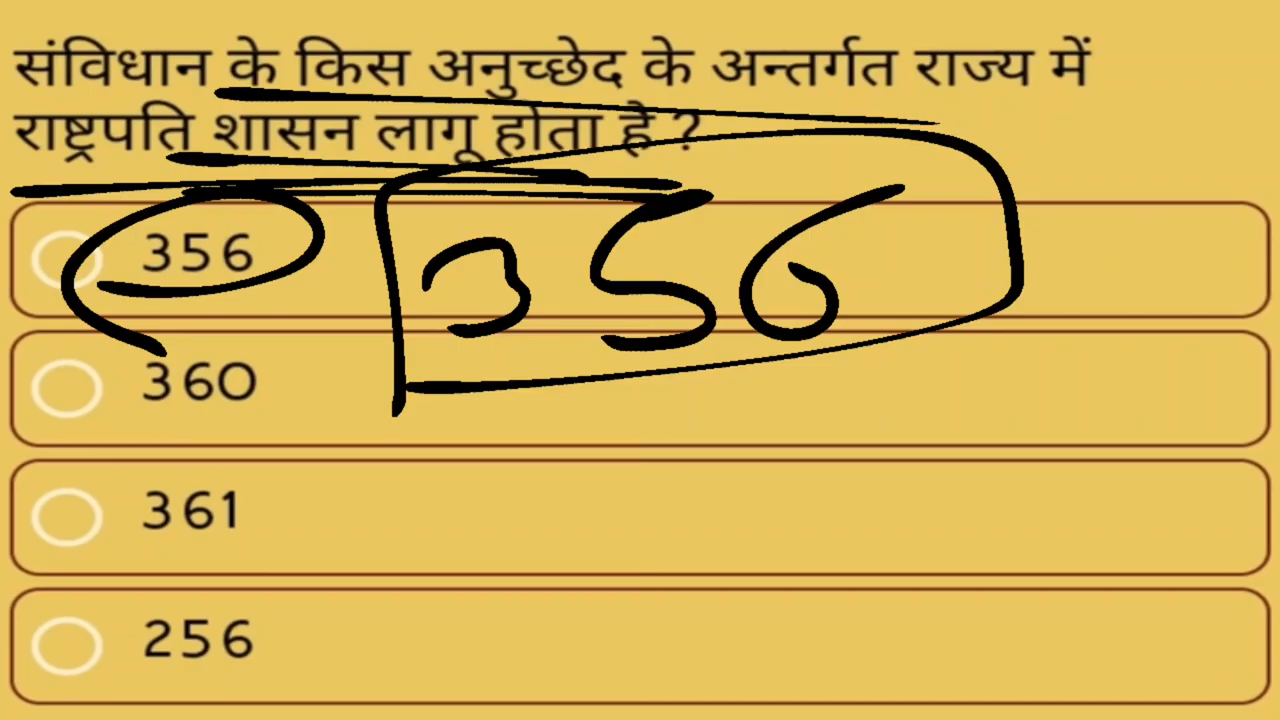 संविधान के किस अनुच्छेद के अन्तर्गत राज्य में
राष्ट्रपति शासन लागू होता है ?
356
356
360
361
256